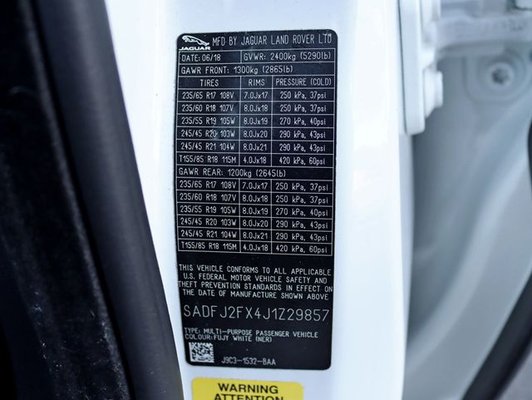 JAGUAR MFD BY JAGUAR LAND ROVER LTD
DATE: 06/18 GVWR: 2400kg (5290lb)
GAWR FRONT: 1300kg (2865lb)
TIRES RIMS PRESSURE (COLD)
235/65 R17 108V 7.0Jx17 250 kPa, 37psi
235/60 R18 107V 8.0Jx18 250 kPa, 37psi
235/55 R19 105W 8.0Jx19 270 kPa, 40psi
245/45 R20 103W 8.0Jx20 290 kPa, 43psi
245/45 R21 104W 8.0Jx21 290 kPa, 43psi
T155/85 R18 115M 4.0Jx18 420 kPa, 60psi
GAWR REAR: 1200kg (2645lb)
235/65 R17 108V 7.0Jx17 250 kPa, 37psi
235/60 R18 107V 8.0Jx18 250 kPa, 37psi
235/55 R19 105W 8.0Jx19 270 kPa, 40psi
245/45 R20 103W 8.0Jx20 290 kPa, 43psi
245/45 R21 104W 8.0Jx21 290 kPa, 43psi
T155/85 R18 115M 4.0Jx18 420 kPa, 60psi
THIS VEHICLE CONFORMS TO ALL APPLICABLE
U.S. FEDERAL MOTOR VEHICLE SAFETY AND
THEFT PREVENTION STANDARDS IN EFFECT ON
THE DATE OF MANUFACTURE SHOWN ABOVE.
SADFJ2FX4J1Z29857
TYPE: MULTI-PURPOSE PASSENGER VEHICLE
COLOUR: FUJY WHITE (NER)
J9C3-1532-BAA
WARNING
ATTENTION